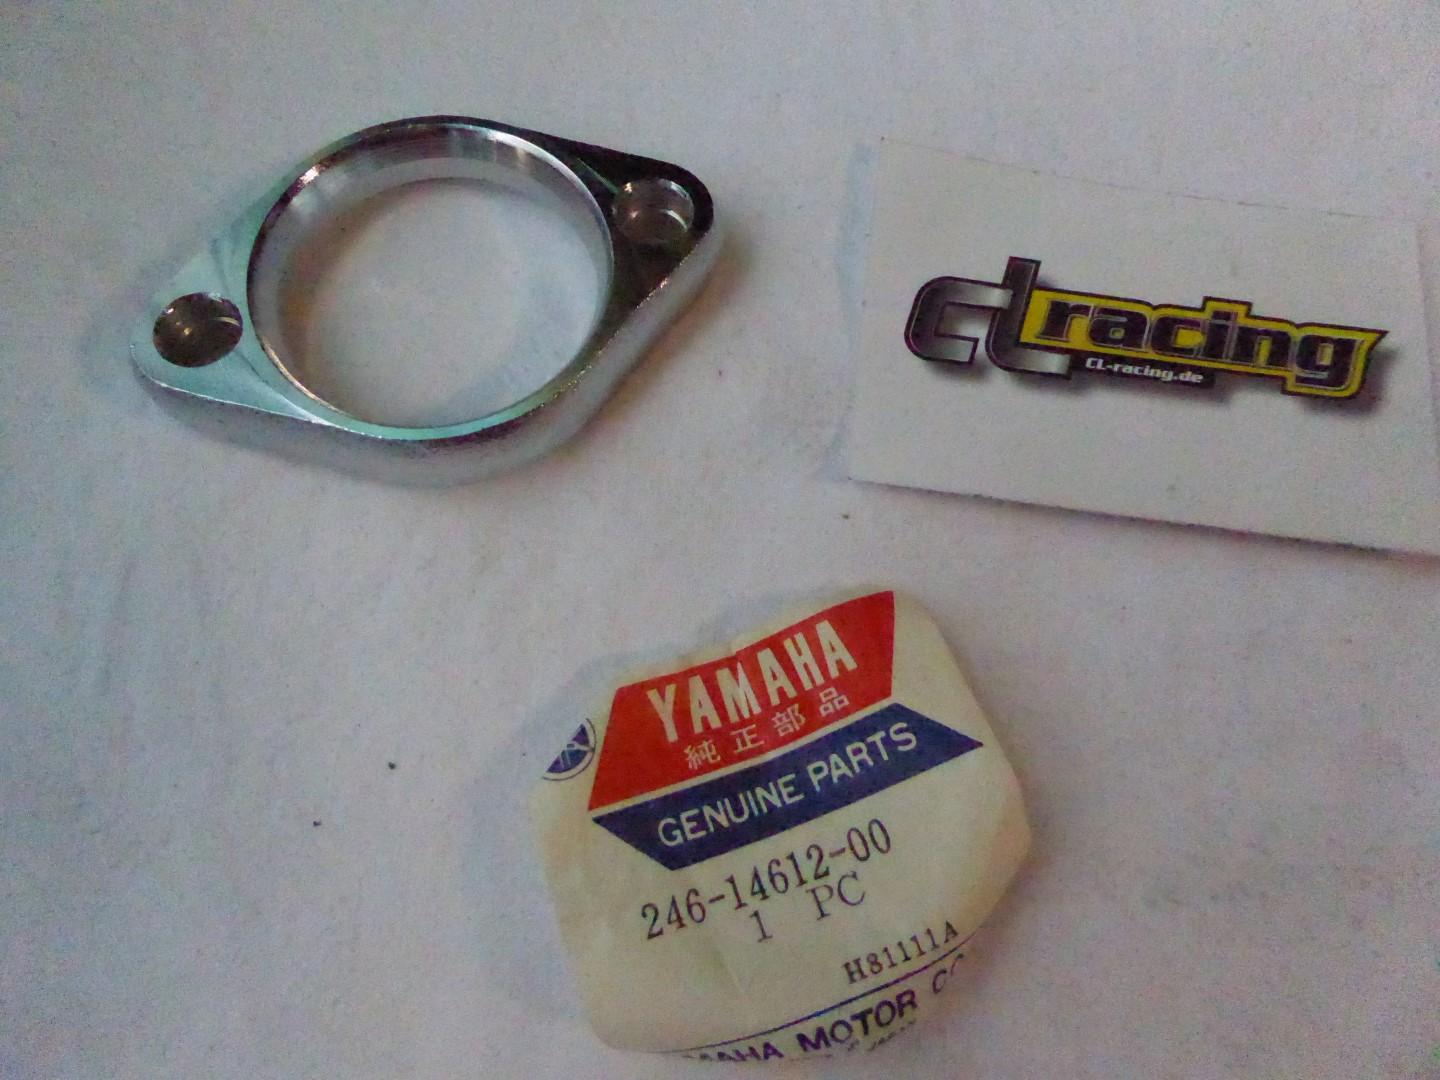 CL racing
CL-racing.de
YAMAHA
純正部品
GENUINE PARTS
246-14612-00
1 PC
H81111A
YAMAHA MOTOR CO
JAPAN